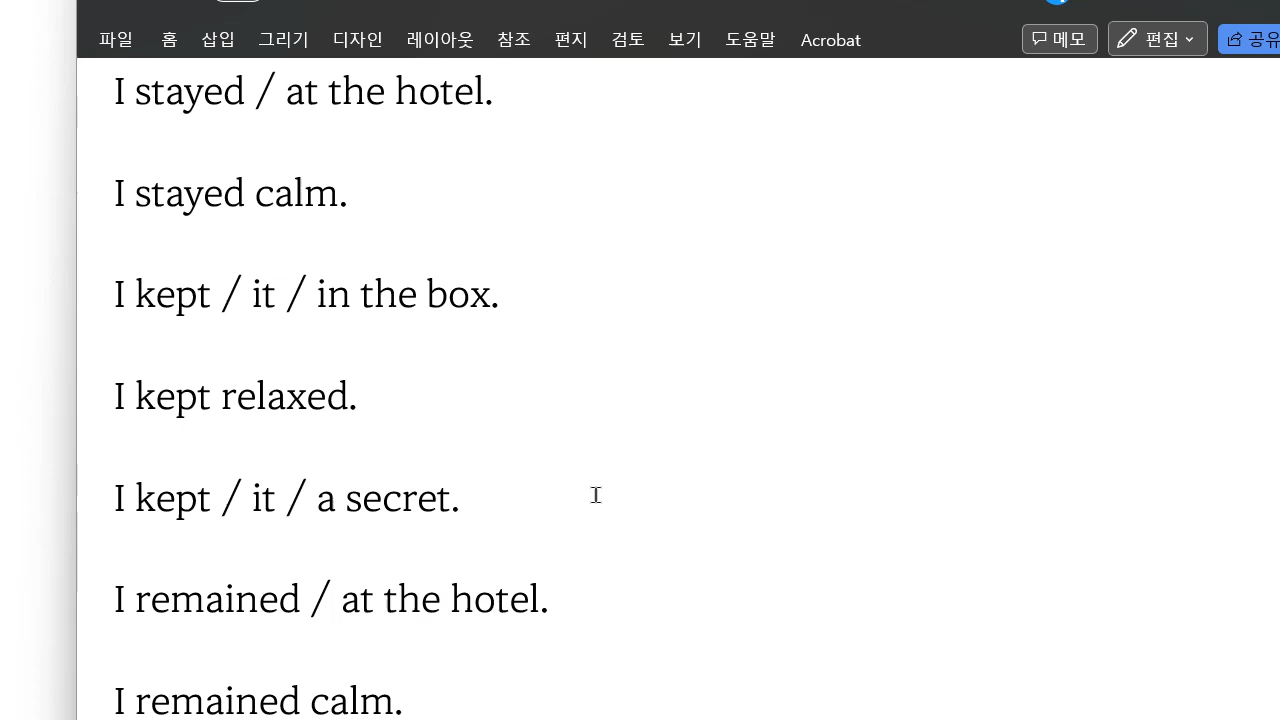 파일 홈 삽입 그리기 디자인 레이아웃 참조 편지 검토 보기 도움말 Acrobat 메모 편집 공유
I stayed / at the hotel.
I stayed calm.
I kept / it / in the box.
I kept relaxed.
I kept / it / a secret.
I remained / at the hotel.
I remained calm.